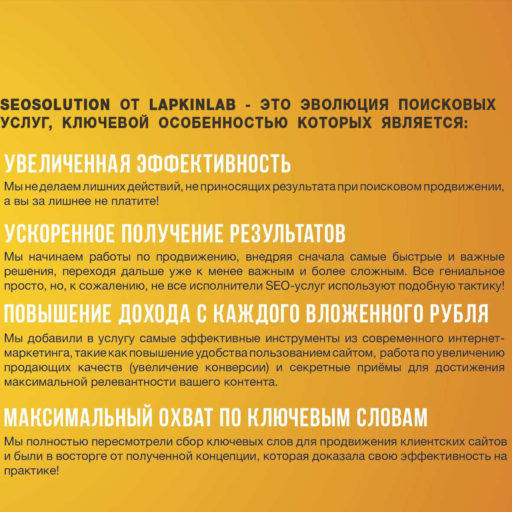 SEOSOLUTION ОТ LAPKINLAB - ЭТО ЭВОЛЮЦИЯ ПОИСКОВЫХ
УСЛУГ, КЛЮЧЕВОЙ ОСОБЕННОСТЬЮ КОТОРЫХ ЯВЛЯЕТСЯ:
УВЕЛИЧЕННАЯ ЭФФЕКТИВНОСТЬ
Мы не делаем лишних действий, не приносящих результата при поисковом продвижении,
а вы за лишнее не платите!
УСКОРЕННОЕ ПОЛУЧЕНИЕ РЕЗУЛЬТАТОВ
Мы начинаем работы по продвижению, внедряя сначала самые быстрые и важные
решения, переходя дальше уже к менее важным и более сложным. Все гениальное
просто, но, к сожалению, не все исполнители SEO-услуг используют подобную тактику!
ПОВЫШЕНИЕ ДОХОДА С КАЖДОГО ВЛОЖЕННОГО РУБЛЯ
Мы добавили в услугу самые эффективные инструменты из современного интернет-
маркетинга, такие как повышение удобства пользованием сайтом, работа по увеличению
продающих качеств (увеличение конверсии) и секретные приёмы для достижения
максимальной релевантности вашего контента.
МАКСИМАЛЬНЫЙ ОХВАТ ПО КЛЮЧЕВЫМ СЛОВАМ
Мы полностью пересмотрели сбор ключевых слов для продвижения клиентских сайтов
и были в восторге от полученной концепции, которая доказала свою эффективность на
практике!